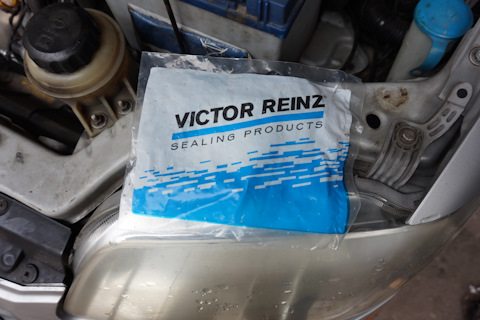 VICTOR REINZ
SEALING PRODUCTS